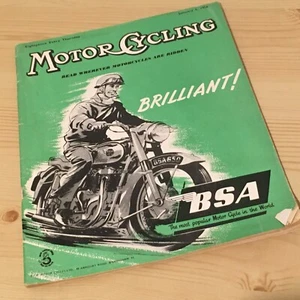 MOTOR CYCLING
READ WHEREVER MOTORCYCLES ARE RIDDEN
BRILLIANT!
BSA
The most popular Motor Cycle in the World